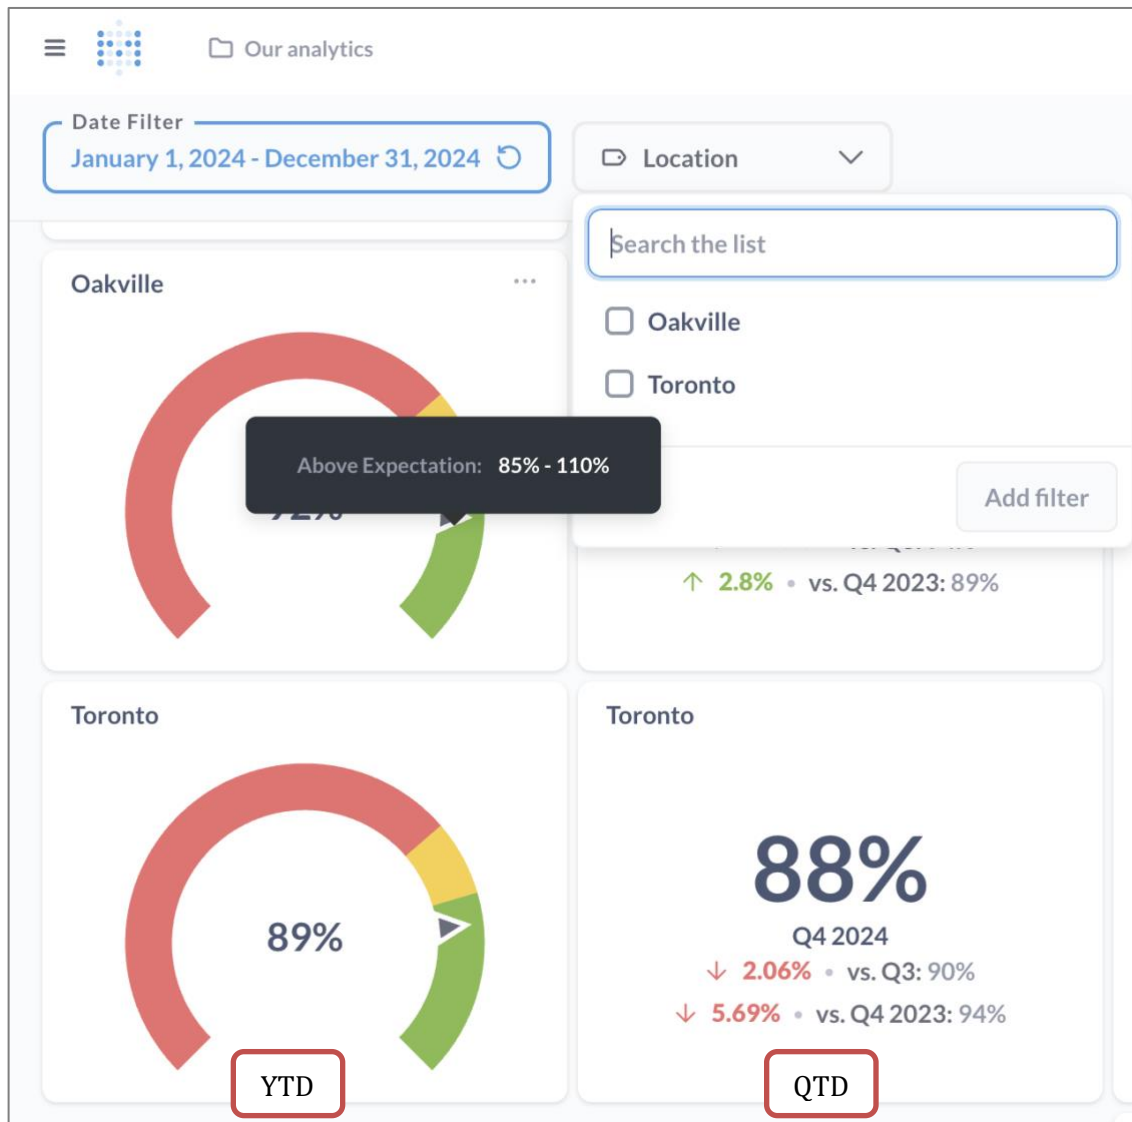 Our analytics
Date Filter
January 1, 2024 - December 31, 2024
Location
Search the list
Oakville
Oakville
Toronto
Above Expectation: 85% - 110%
92%
Add filter
↑ 2.8% • vs. Q4 2023: 89%
Toronto
89%
YTD
Toronto
88%
Q4 2024
↓ 2.06% • vs. Q3: 90%
↓ 5.69% • vs. Q4 2023: 94%
QTD